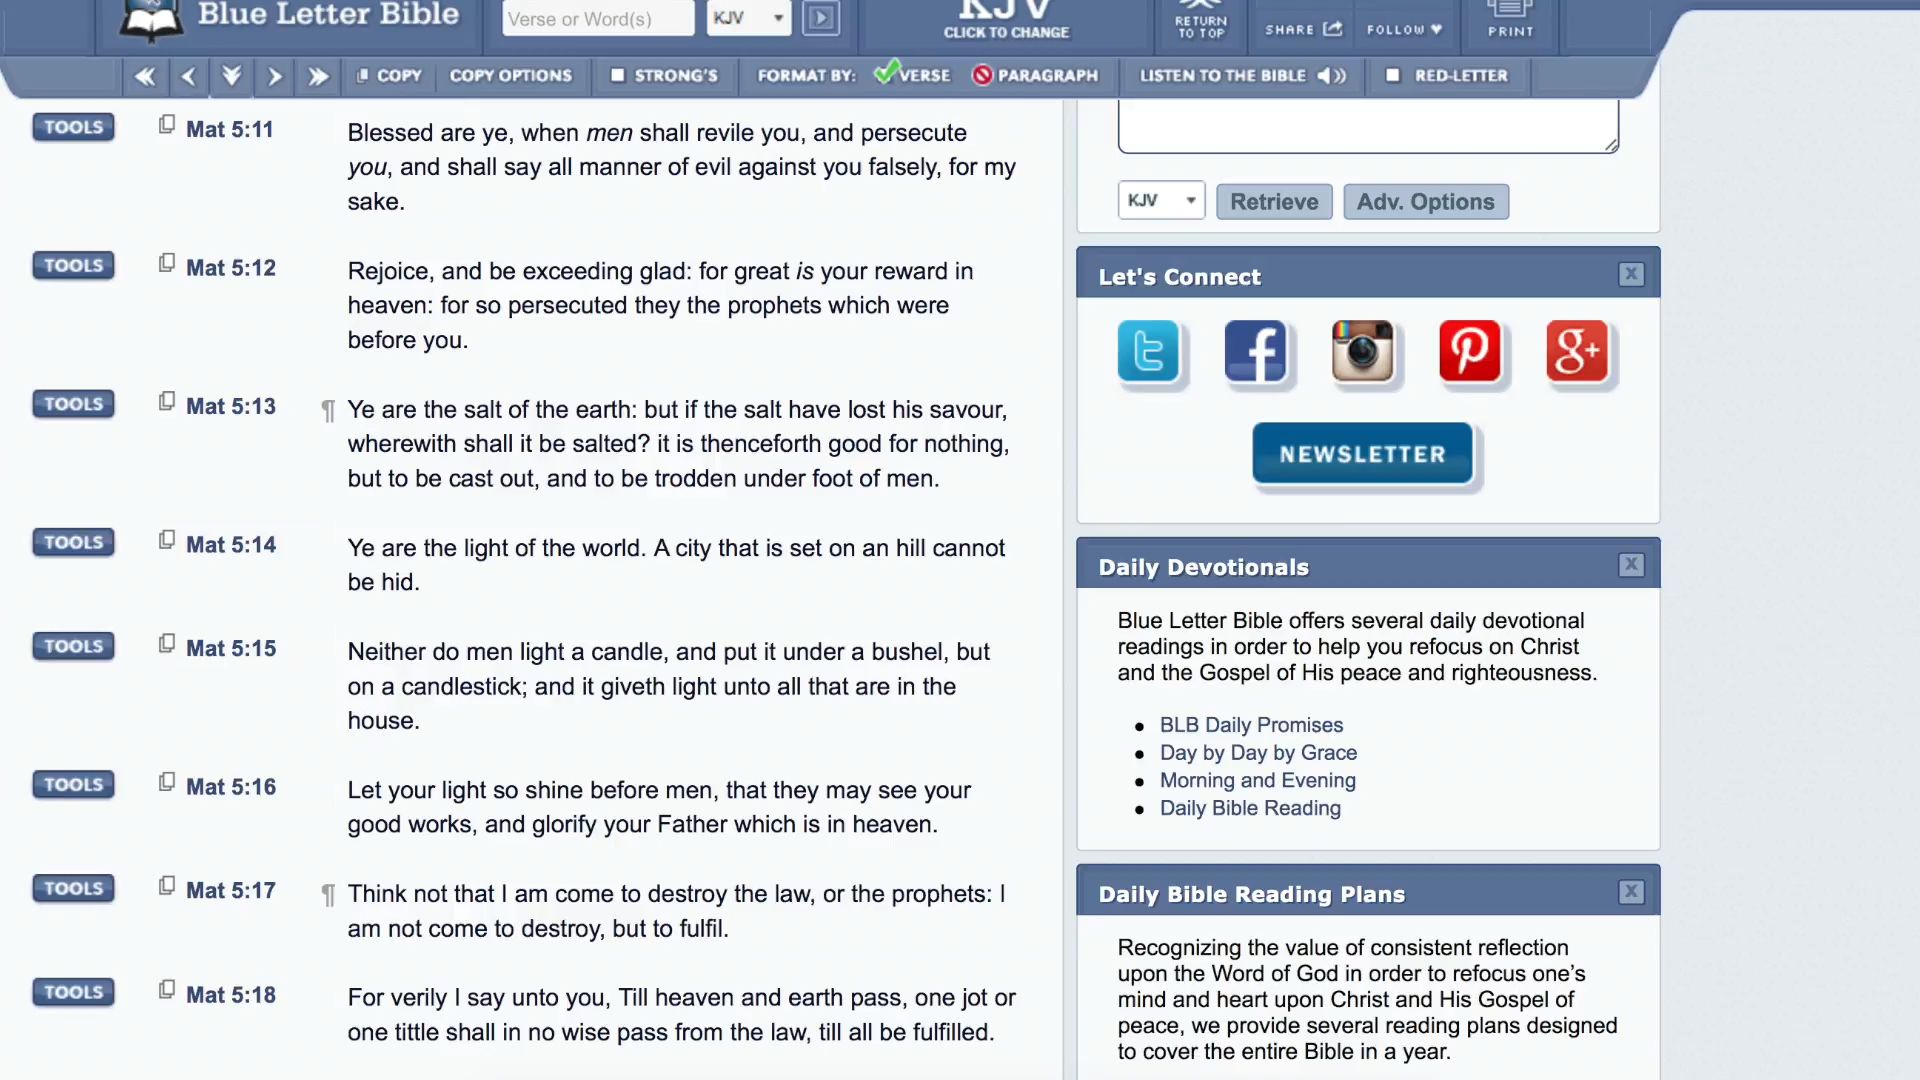 Blue Letter Bible
Verse or Word(s)
KJV
KJV
CLICK TO CHANGE
RETURN
TO TOP
SHARE
FOLLOW
PRINT
COPY
COPY OPTIONS
STRONG'S
FORMAT BY:
VERSE
PARAGRAPH
LISTEN TO THE BIBLE
RED-LETTER
TOOLS
Mat 5:11
Blessed are ye, when men shall revile you, and persecute
you, and shall say all manner of evil against you falsely, for my
sake.
TOOLS
Mat 5:12
Rejoice, and be exceeding glad: for great is your reward in
heaven: for so persecuted they the prophets which were
before you.
TOOLS
Mat 5:13
¶ Ye are the salt of the earth: but if the salt have lost his savour,
wherewith shall it be salted? it is thenceforth good for nothing,
but to be cast out, and to be trodden under foot of men.
TOOLS
Mat 5:14
Ye are the light of the world. A city that is set on an hill cannot
be hid.
TOOLS
Mat 5:15
Neither do men light a candle, and put it under a bushel, but
on a candlestick; and it giveth light unto all that are in the
house.
TOOLS
Mat 5:16
Let your light so shine before men, that they may see your
good works, and glorify your Father which is in heaven.
TOOLS
Mat 5:17
¶ Think not that I am come to destroy the law, or the prophets: I
am not come to destroy, but to fulfil.
TOOLS
Mat 5:18
For verily I say unto you, Till heaven and earth pass, one jot or
one tittle shall in no wise pass from the law, till all be fulfilled.
KJV
Retrieve
Adv. Options
Let's Connect
X
NEWSLETTER
Daily Devotionals
X
Blue Letter Bible offers several daily devotional
readings in order to help you refocus on Christ
and the Gospel of His peace and righteousness.
• BLB Daily Promises
• Day by Day by Grace
• Morning and Evening
• Daily Bible Reading
Daily Bible Reading Plans
X
Recognizing the value of consistent reflection
upon the Word of God in order to refocus one’s
mind and heart upon Christ and His Gospel of
peace, we provide several reading plans designed
to cover the entire Bible in a year.